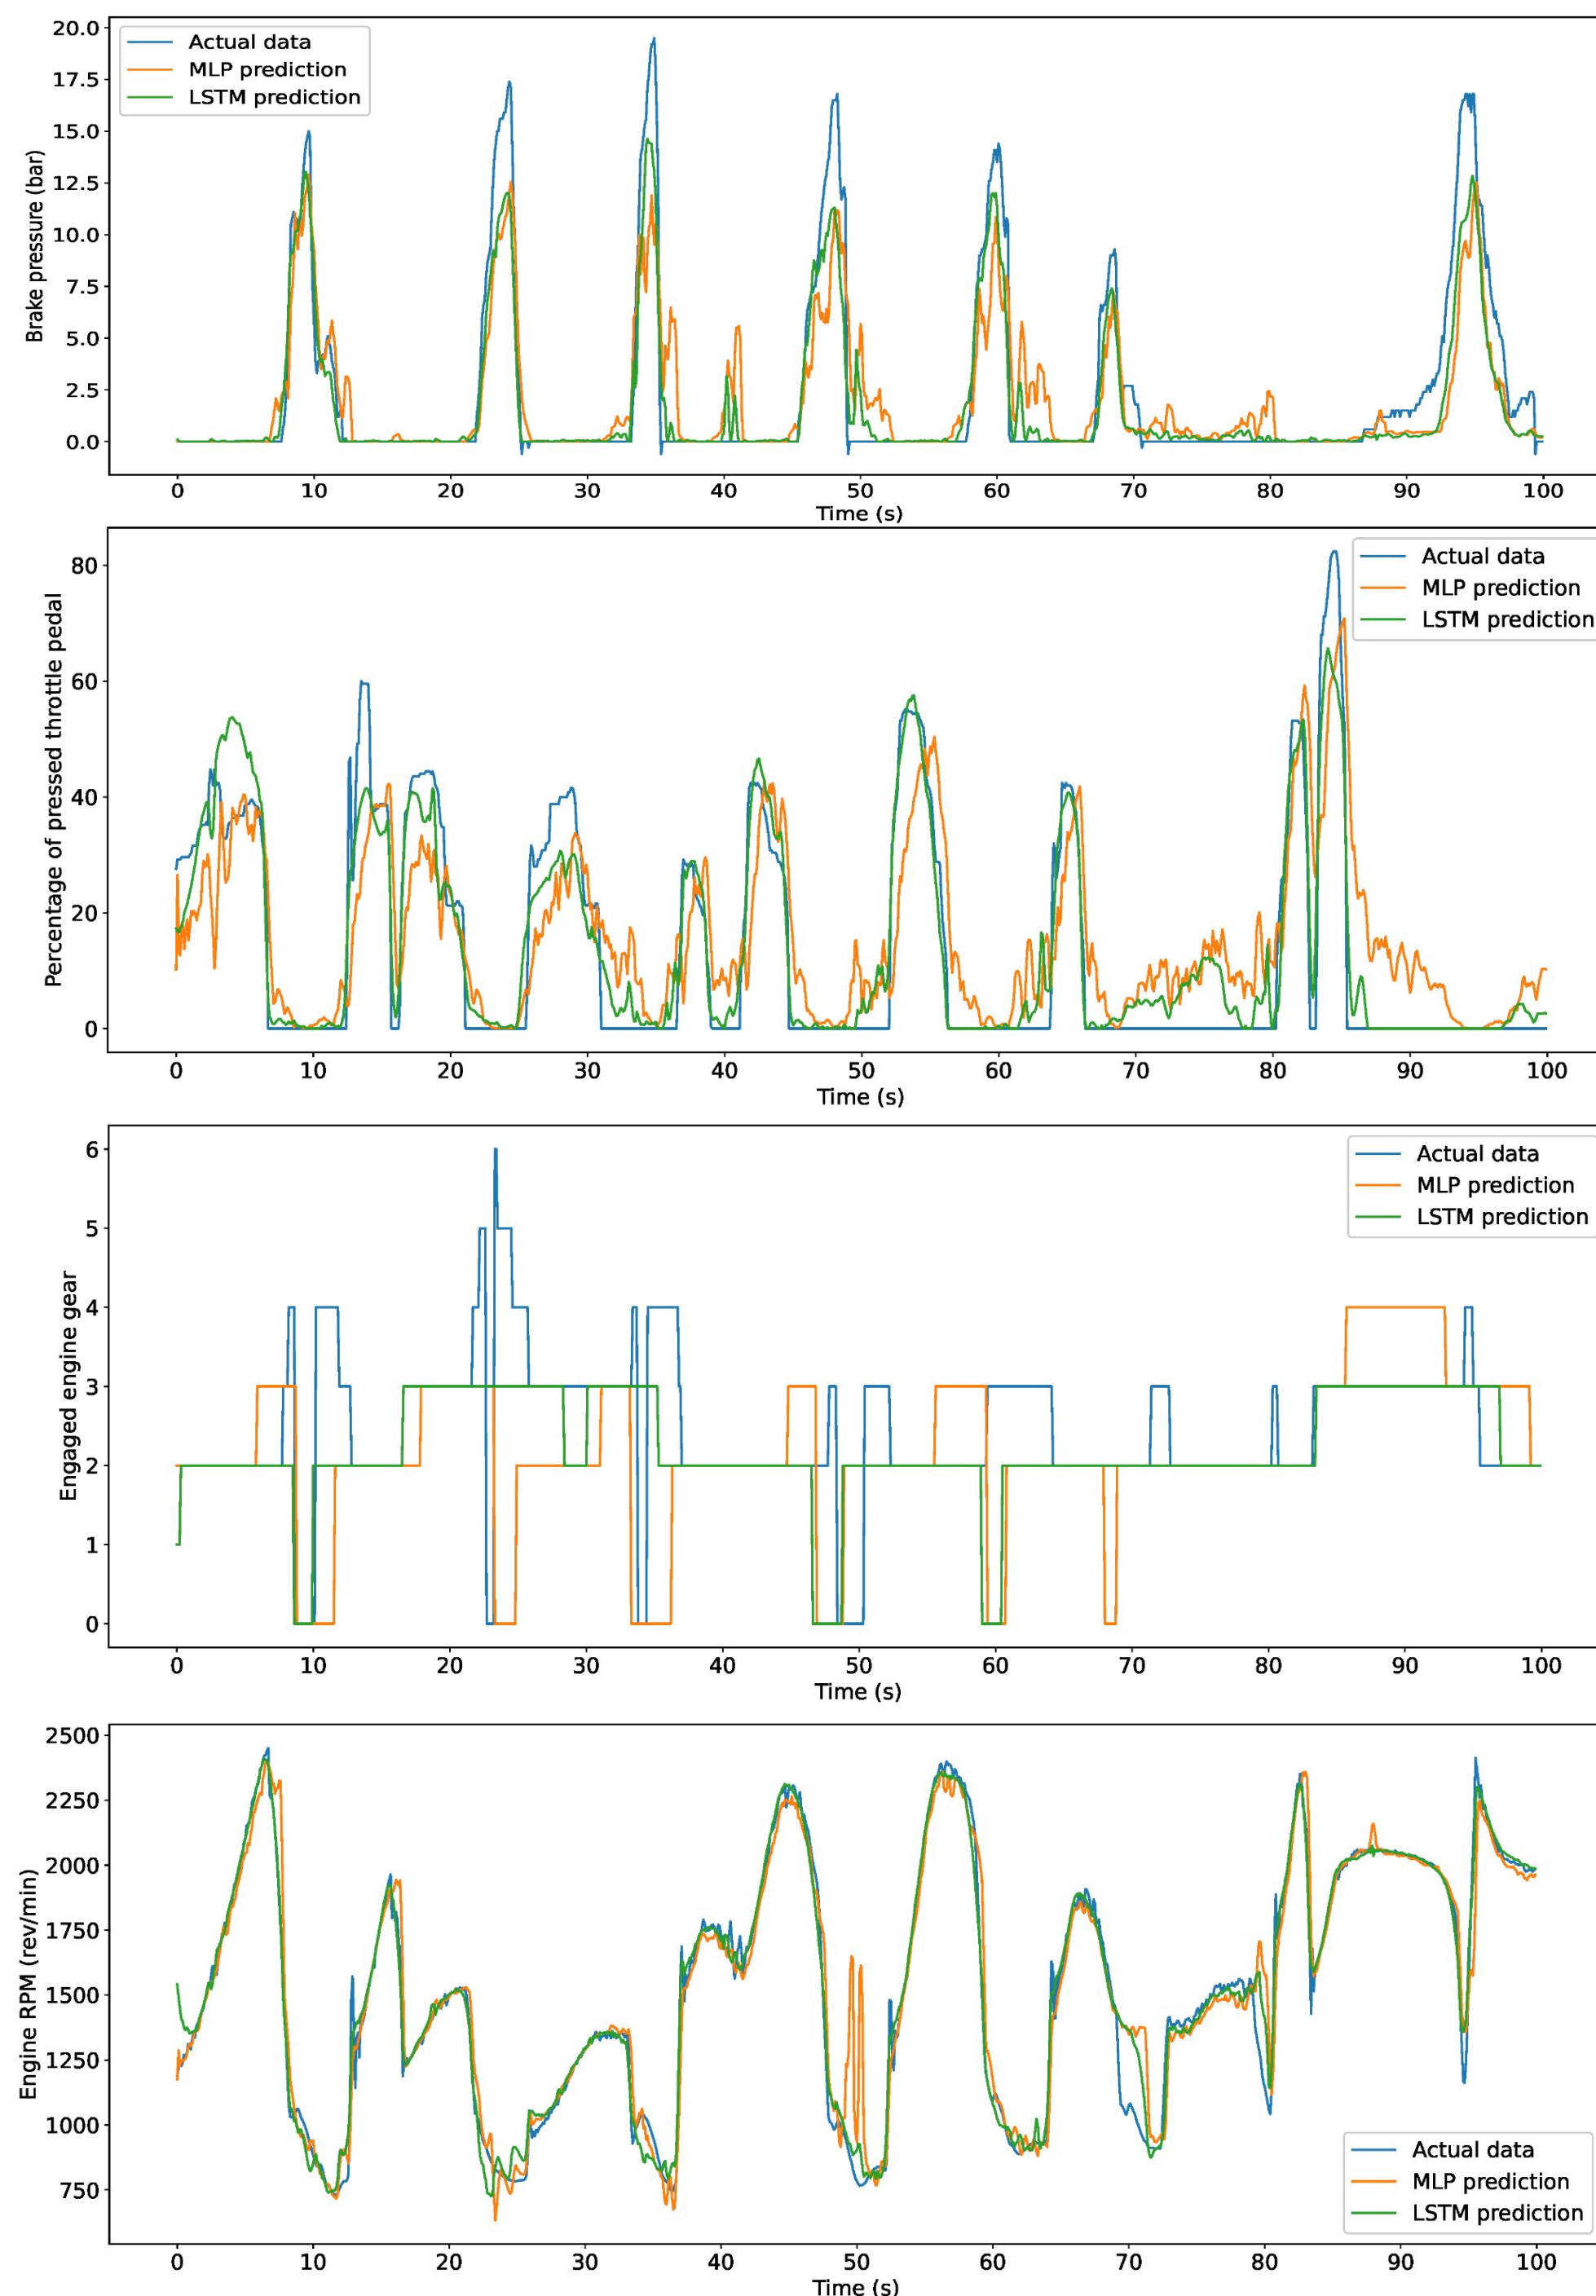 20.0
17.5
15.0
12.5
10.0
7.5
5.0
2.5
0.0
Brake pressure (bar)
Actual data
MLP prediction
LSTM prediction
0 10 20 30 40 50 60 70 80 90 100
Time (s)
80
60
40
20
0
Percentage of pressed throttle pedal
Actual data
MLP prediction
LSTM prediction
0 10 20 30 40 50 60 70 80 90 100
Time (s)
6
5
4
3
2
1
0
Engaged engine gear
Actual data
MLP prediction
LSTM prediction
0 10 20 30 40 50 60 70 80 90 100
Time (s)
2500
2250
2000
1750
1500
1250
1000
750
Engine RPM (rev/min)
Actual data
MLP prediction
LSTM prediction
0 10 20 30 40 50 60 70 80 90 100
Time (s)